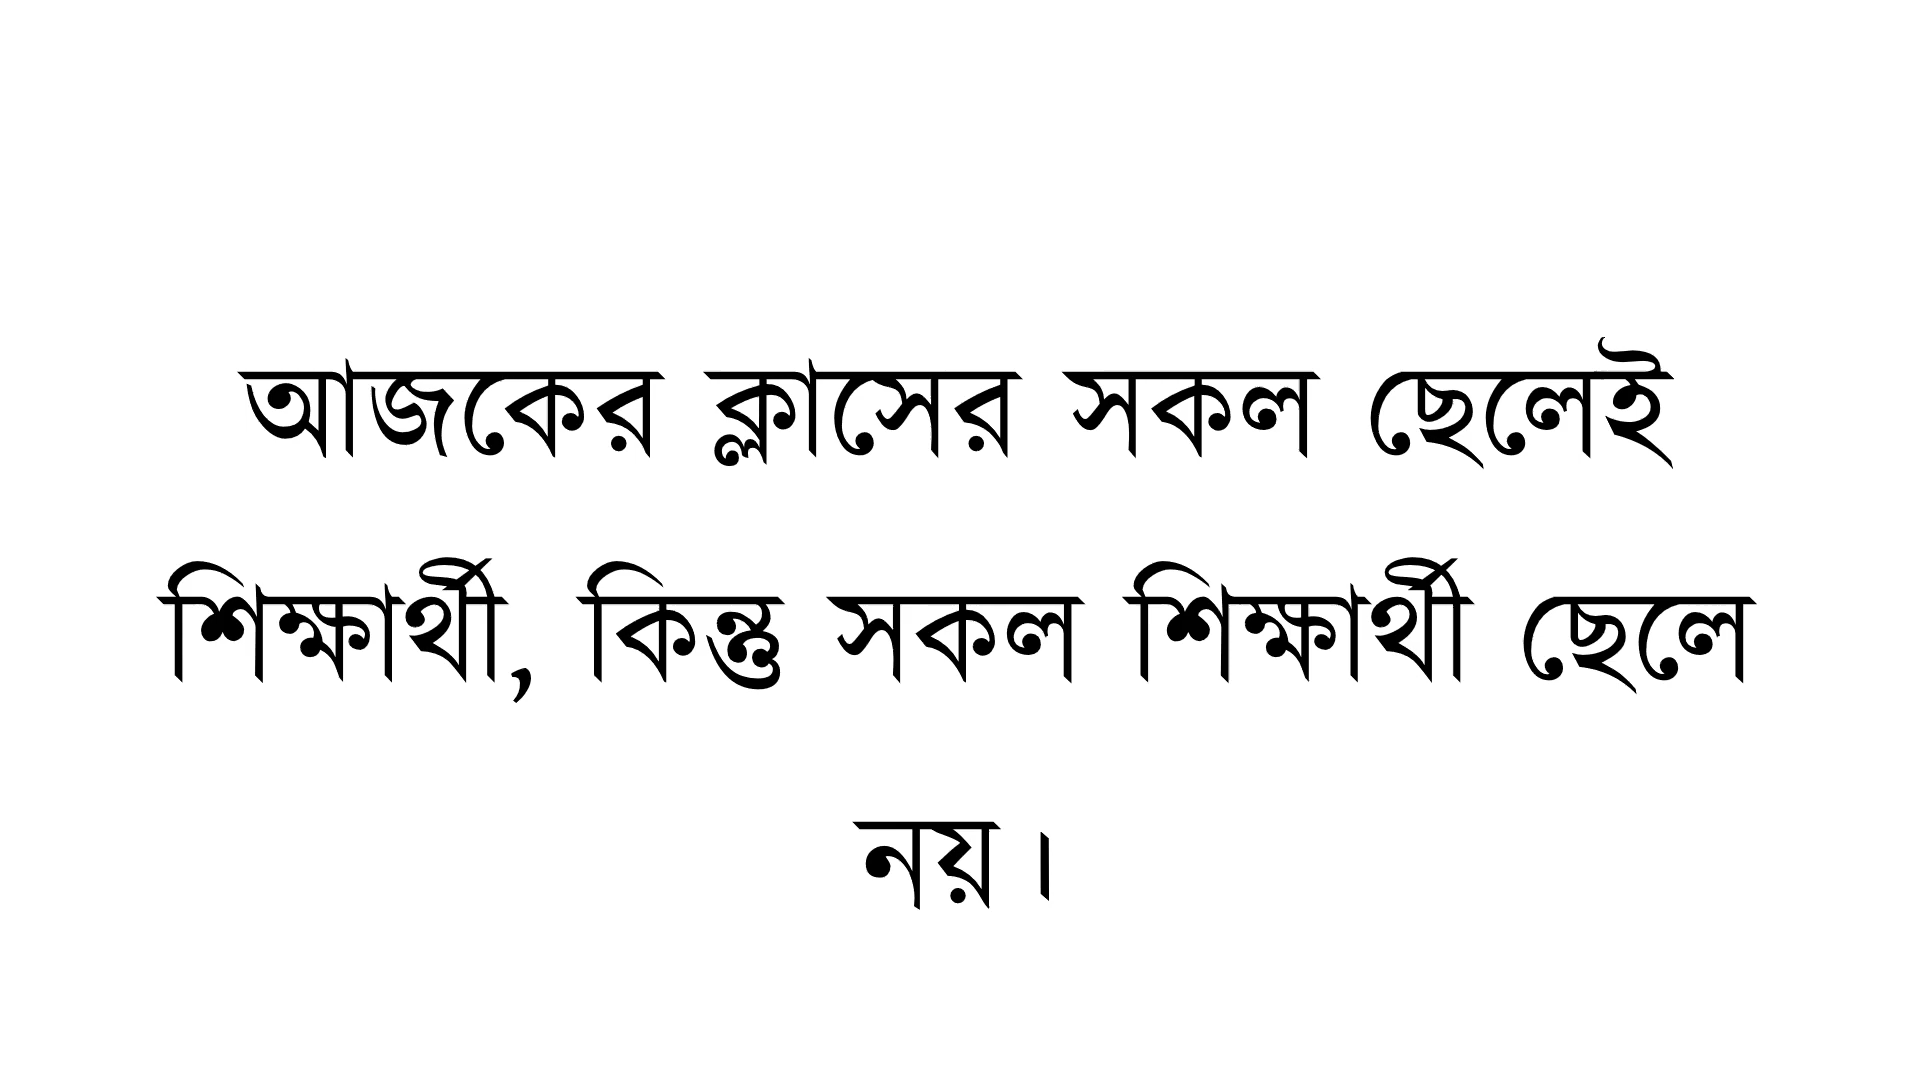 আজকের ক্লাসের সকল ছেলেই
শিক্ষার্থী, কিন্তু সকল শিক্ষার্থী ছেলে
নয়।